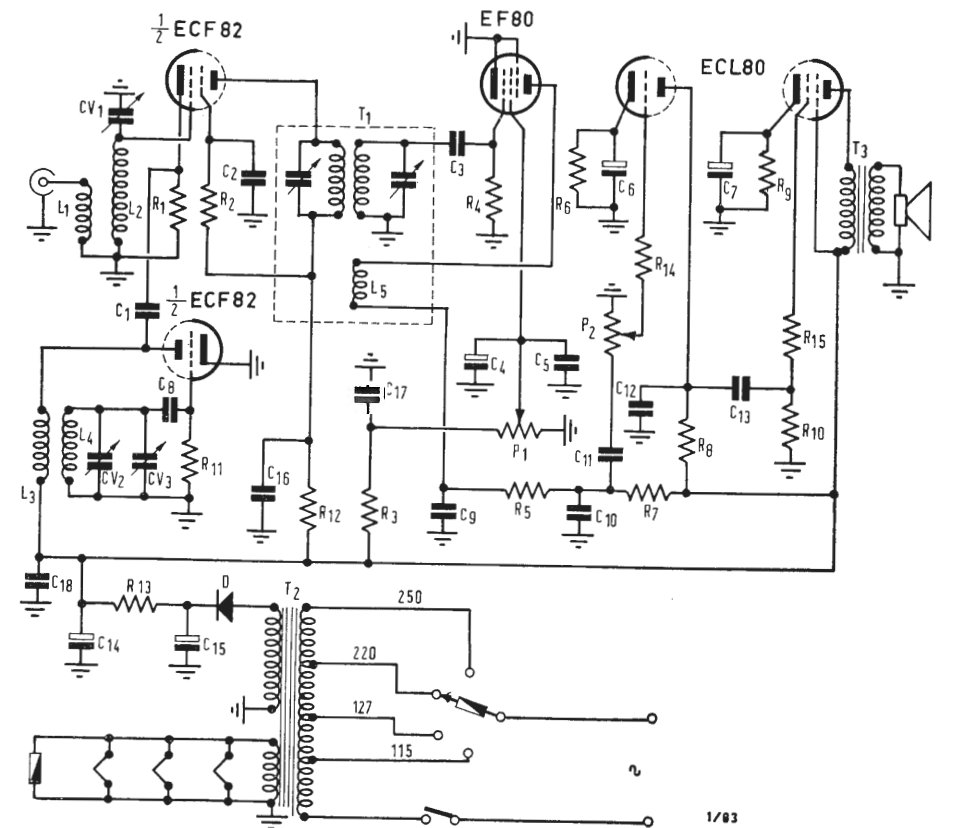 1/2 ECF82
EF80
ECL80
CV1
T1
C2
C3
R1
R2
R4
R6
C6
C7
R9
T3
L1
L2
L5
R14
C1
1/2 ECF82
P2
R15
C4
C5
C8
C17
C12
C13
R10
L4
CV2
CV3
R11
P1
C11
R8
L3
C16
R12
R3
C9
R5
C10
R7
C18
R13
D
T2
250
C14
C15
220
127
115
~
1/83